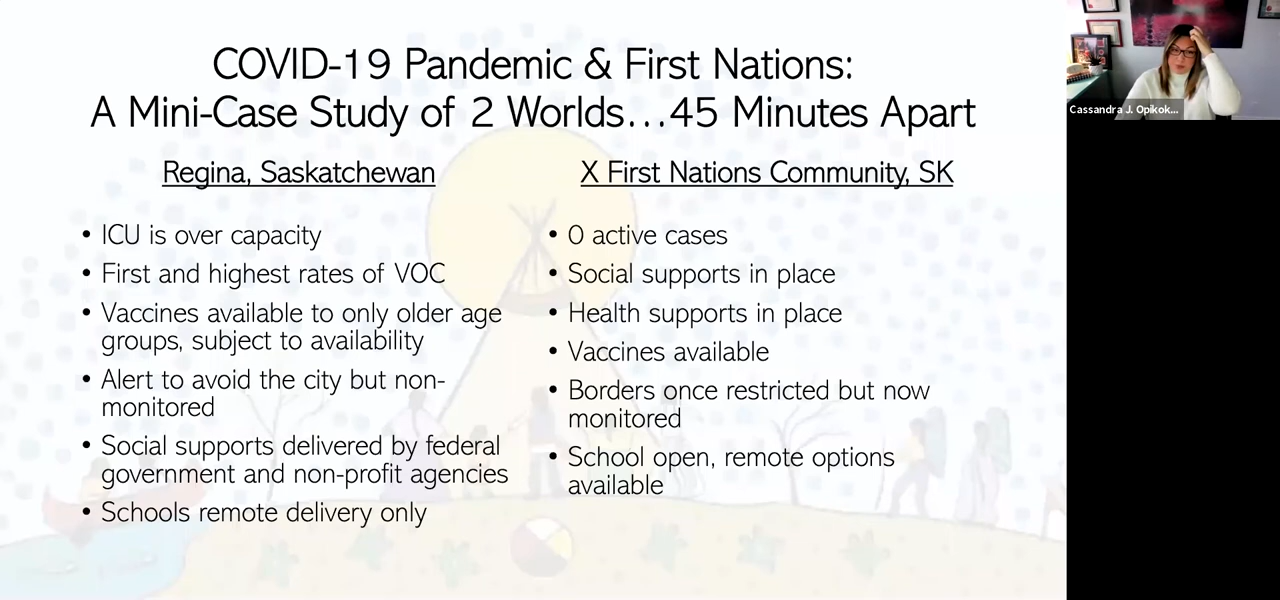 COVID-19 Pandemic & First Nations:
A Mini-Case Study of 2 Worlds…45 Minutes Apart
Regina, Saskatchewan
• ICU is over capacity
• First and highest rates of VOC
• Vaccines available to only older age
groups, subject to availability
• Alert to avoid the city but non-
monitored
• Social supports delivered by federal
government and non-profit agencies
• Schools remote delivery only
X First Nations Community, SK
• 0 active cases
• Social supports in place
• Health supports in place
• Vaccines available
• Borders once restricted but now
monitored
• School open, remote options
available
Cassandra J. Opikok...